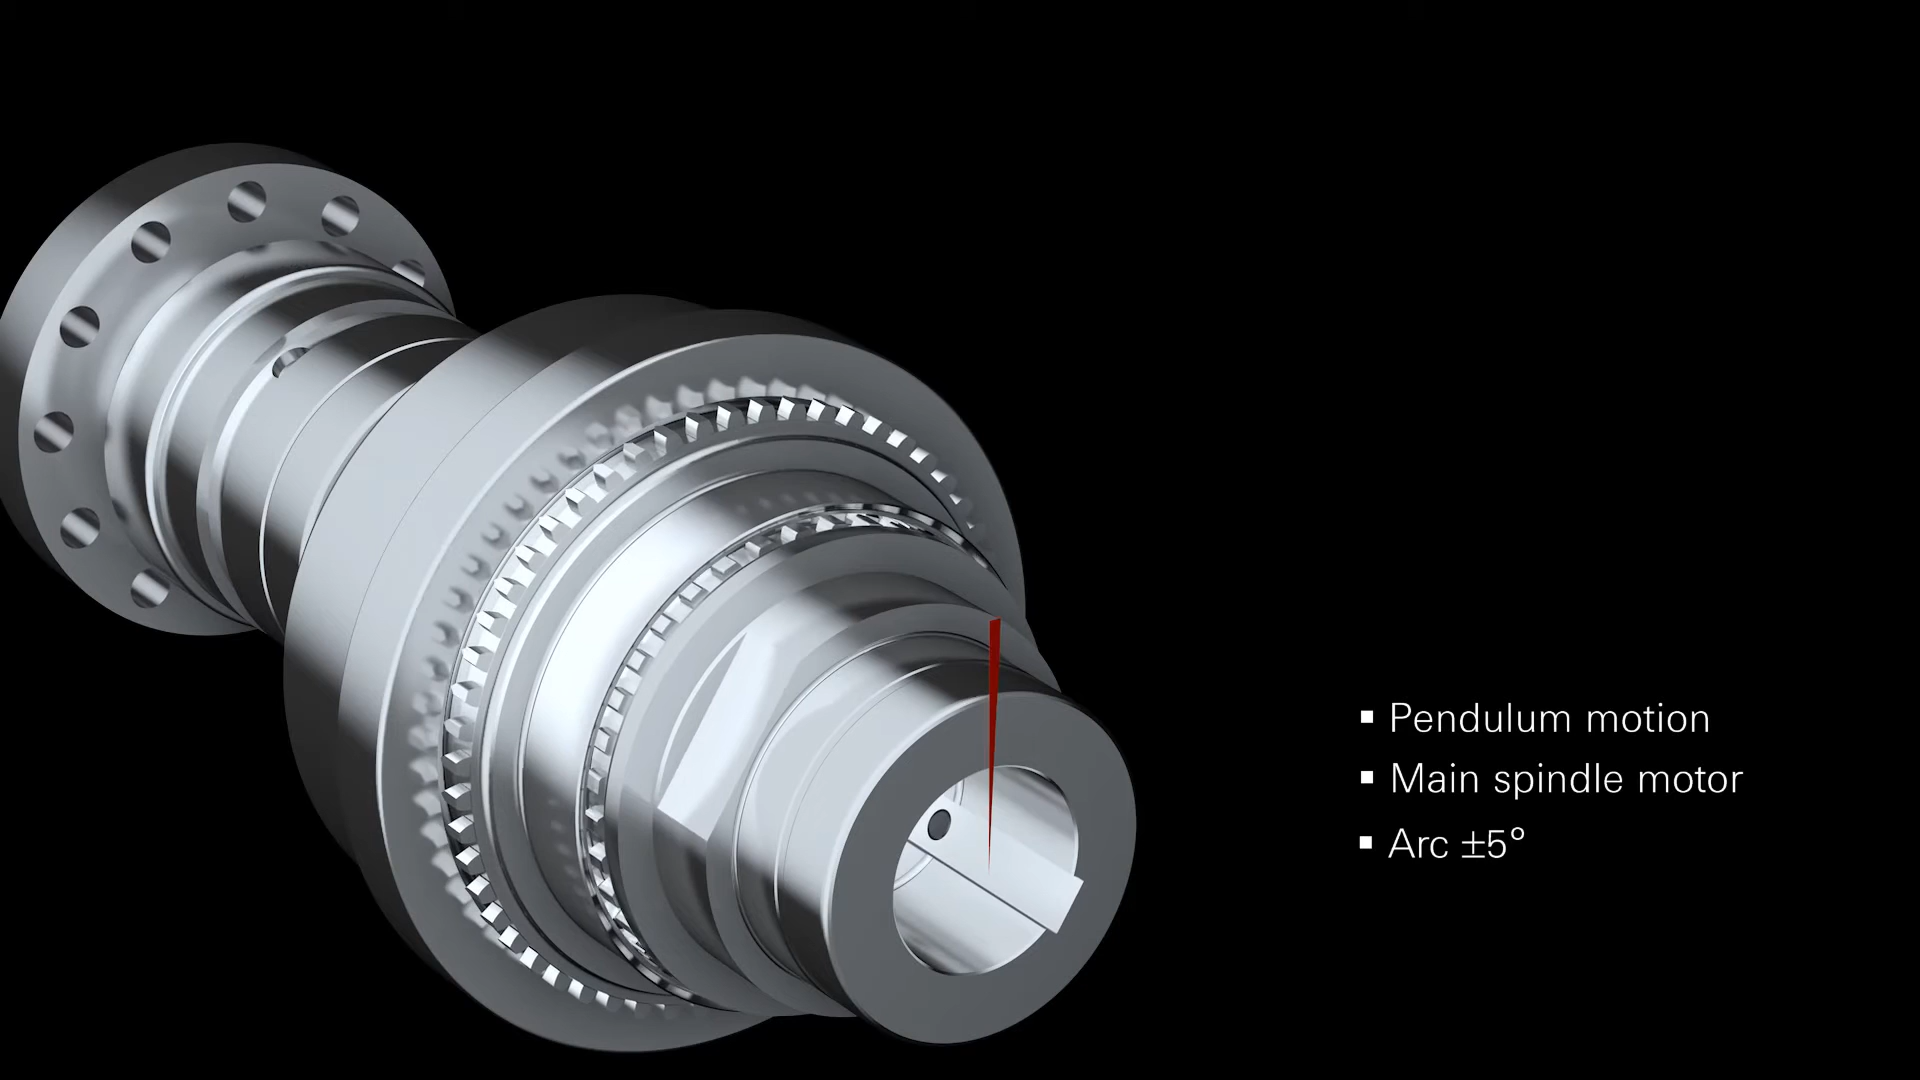 ▪ Pendulum motion
▪ Main spindle motor
▪ Arc ±5°